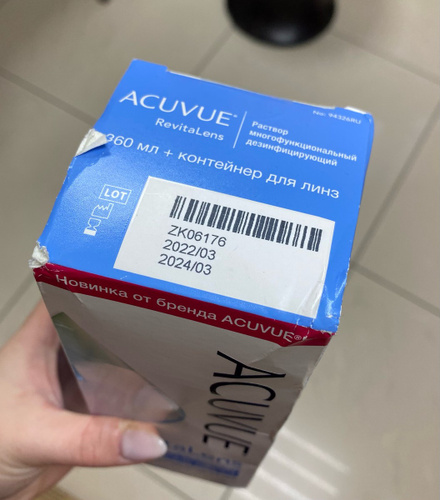 ACUVUE®
RevitaLens
Раствор
многофункциональный
дезинфицирующий
360 мл + контейнер для линз
LOT
ZK06176
2022/03
2024/03
Новинка от бренда ACUVUE®
ACUVUE